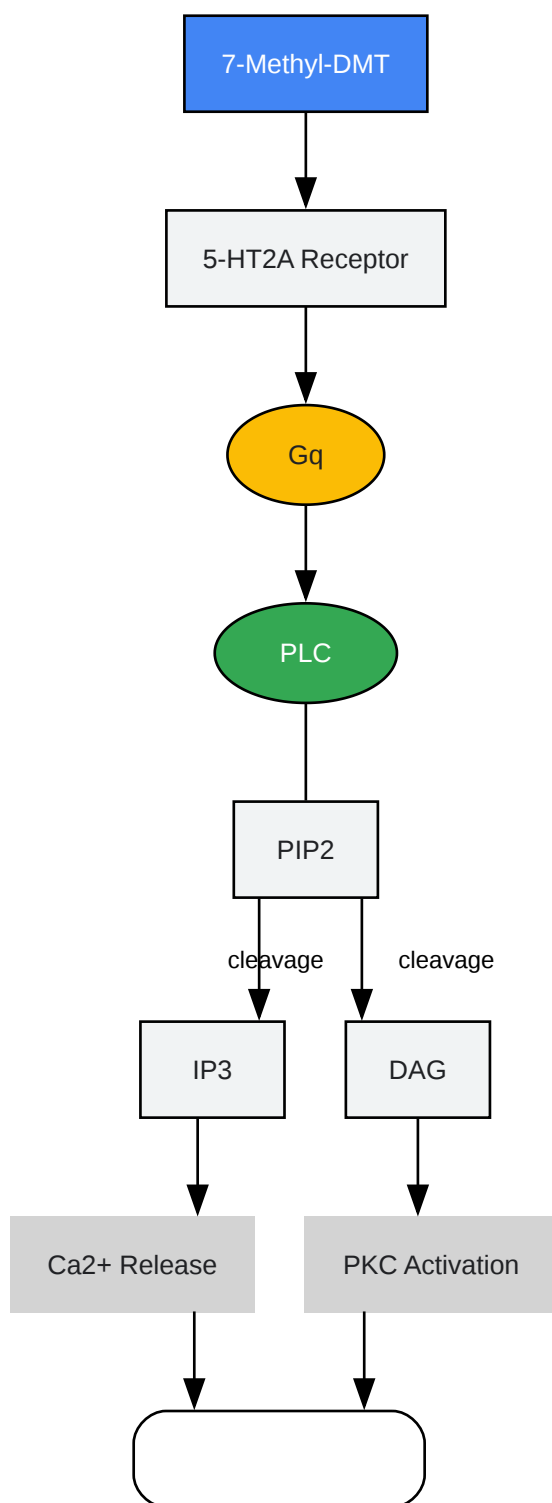 7-Methyl-DMT
5-HT2A Receptor
Gq
PLC
PIP2
cleavage
cleavage
IP3
DAG
Ca2+ Release
PKC Activation